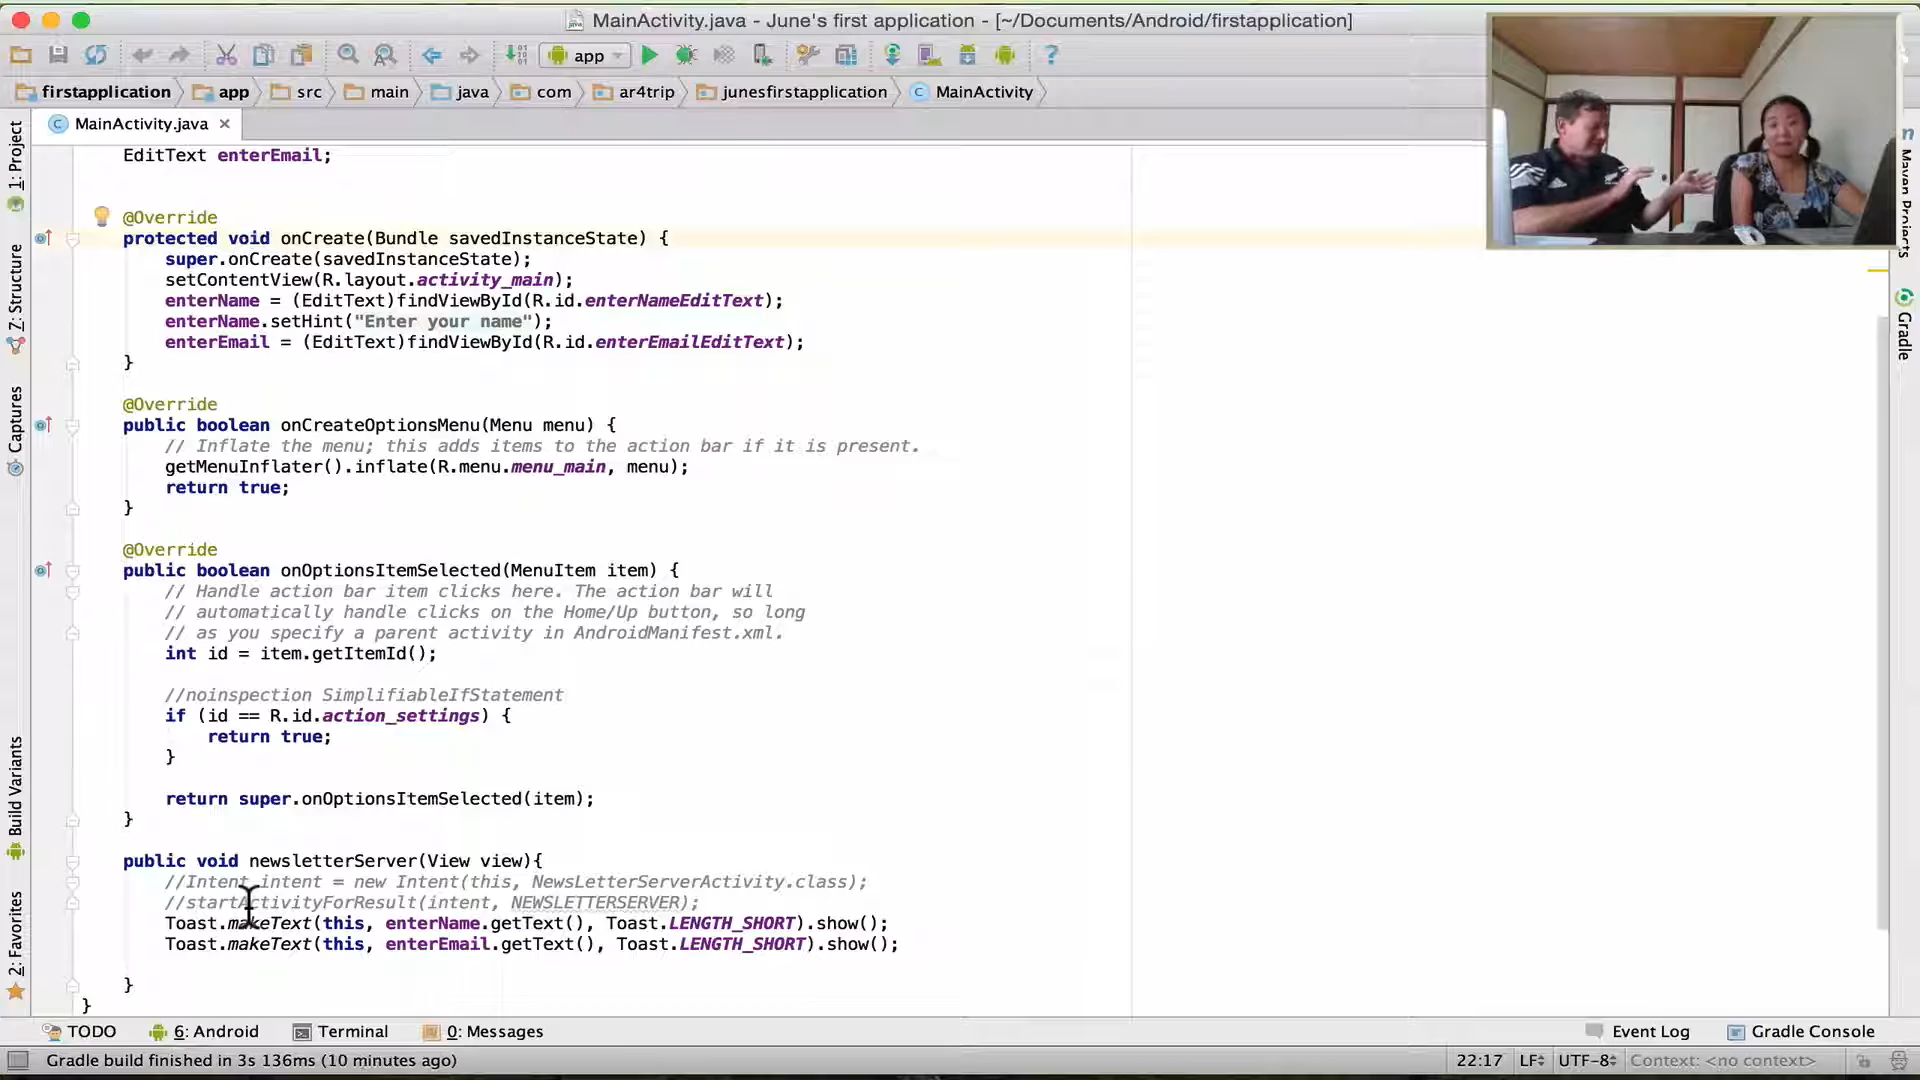 MainActivity.java - June's first application - [~/Documents/Android/firstapplication]
app
firstapplication app src main java com ar4trip junesfirstapplication MainActivity
MainActivity.java
1: Project
7: Structure
Captures
Build Variants
2: Favorites
EditText enterEmail;
@Override
protected void onCreate(Bundle savedInstanceState) {
super.onCreate(savedInstanceState);
setContentView(R.layout.activity_main);
enterName = (EditText)findViewById(R.id.enterNameEditText);
enterName.setHint("Enter your name");
enterEmail = (EditText)findViewById(R.id.enterEmailEditText);
}
@Override
public boolean onCreateOptionsMenu(Menu menu) {
// Inflate the menu; this adds items to the action bar if it is present.
getMenuInflater().inflate(R.menu.menu_main, menu);
return true;
}
@Override
public boolean onOptionsItemSelected(MenuItem item) {
// Handle action bar item clicks here. The action bar will
// automatically handle clicks on the Home/Up button, so long
// as you specify a parent activity in AndroidManifest.xml.
int id = item.getItemId();
//noinspection SimplifiableIfStatement
if (id == R.id.action_settings) {
return true;
}
return super.onOptionsItemSelected(item);
}
public void newsletterServer(View view){
//Intent intent = new Intent(this, NewsLetterServerActivity.class);
//startActivityForResult(intent, NEWSLETTERSERVER);
Toast.makeText(this, enterName.getText(), Toast.LENGTH_SHORT).show();
Toast.makeText(this, enterEmail.getText(), Toast.LENGTH_SHORT).show();
}
}
Maven Projects
Gradle
TODO 6: Android Terminal 0: Messages Event Log Gradle Console
Gradle build finished in 3s 136ms (10 minutes ago) 22:17 LF UTF-8 Context: <no context>